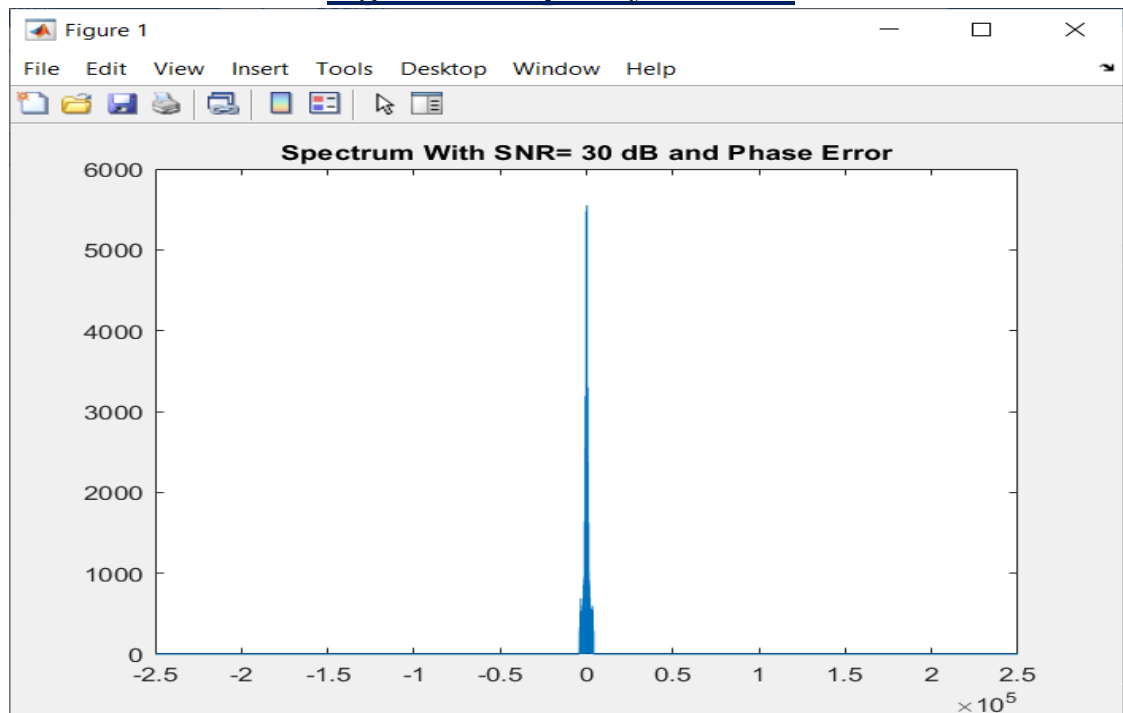 Figure 1
File Edit View Insert Tools Desktop Window Help
Spectrum With SNR= 30 dB and Phase Error
6000
5000
4000
3000
2000
1000
0
-2.5 -2 -1.5 -1 -0.5 0 0.5 1 1.5 2 2.5
×10⁵